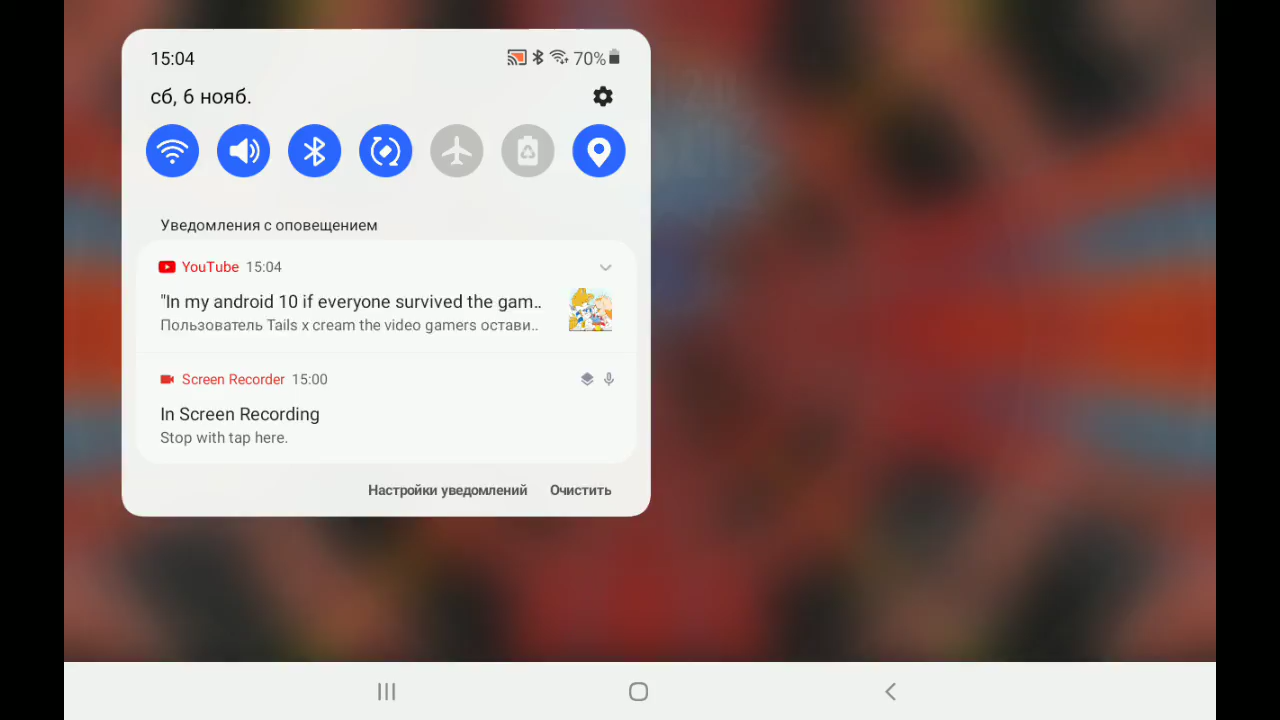 15:04
70%
сб, 6 нояб.
Уведомления с оповещением
YouTube 15:04
"In my android 10 if everyone survived the gam..
Пользователь Tails x cream the video gamers остави..
Screen Recorder 15:00
In Screen Recording
Stop with tap here.
Настройки уведомлений Очистить